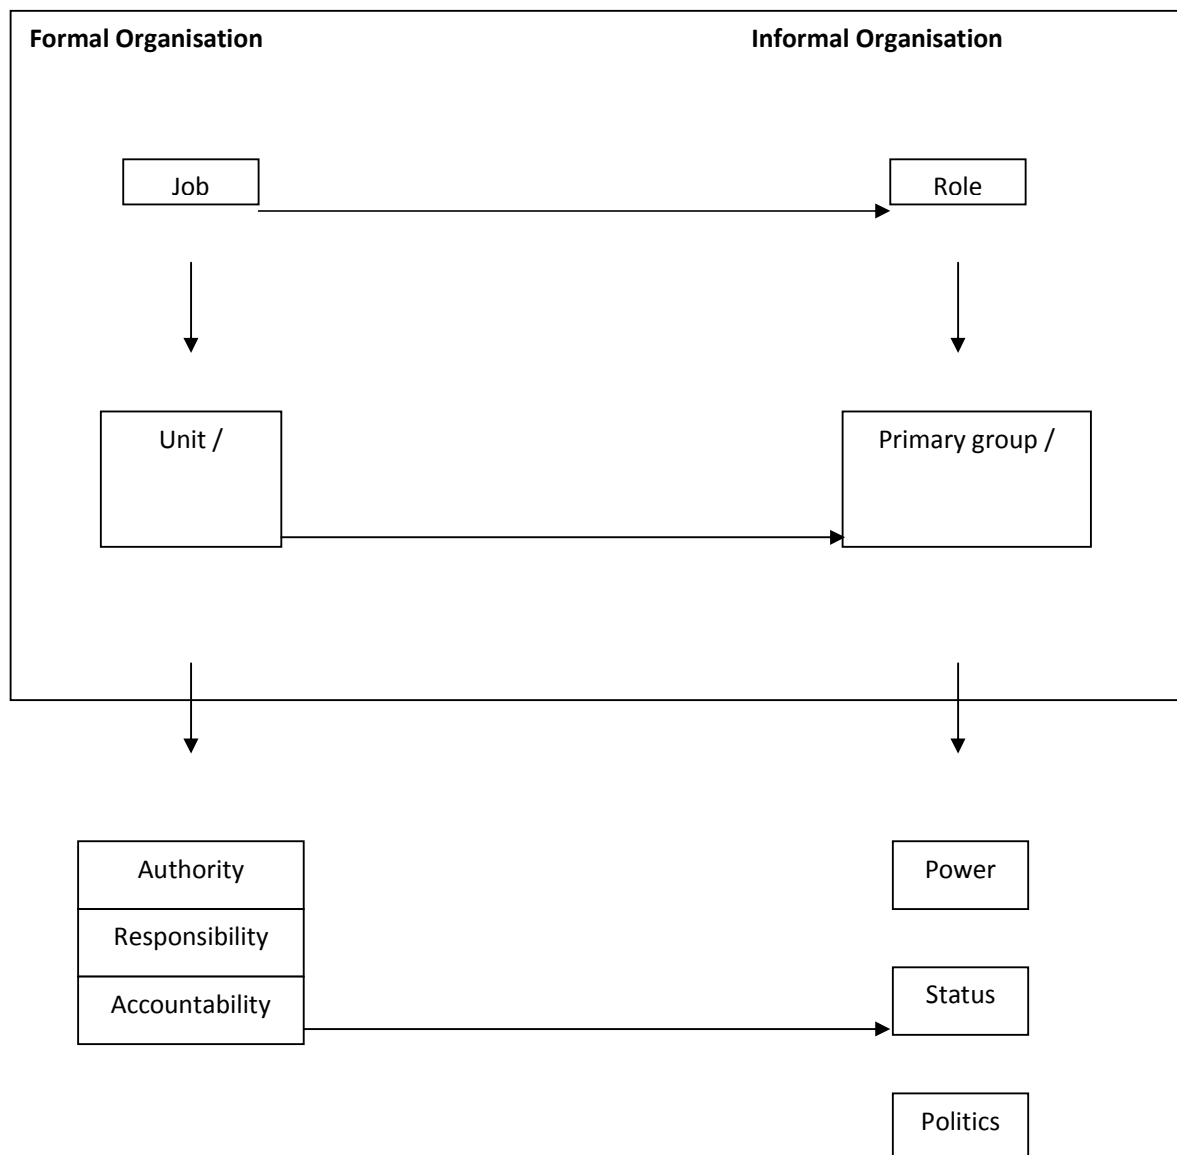 Formal Organisation
Informal Organisation
Job
Role
Unit /
Primary group /
Authority
Power
Responsibility
Status
Accountability
Politics